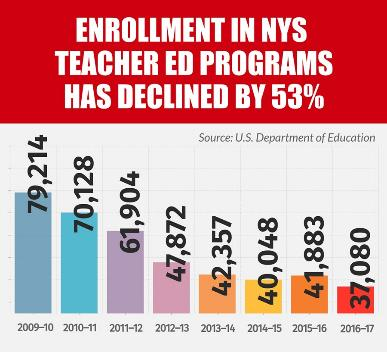 ENROLLMENT IN NYS
TEACHER ED PROGRAMS
HAS DECLINED BY 53%
Source: U.S. Department of Education
79,214
70,128
61,904
47,872
42,357
40,048
41,883
37,080
2009–10 2010–11 2011–12 2012–13 2013–14 2014–15 2015–16 2016–17